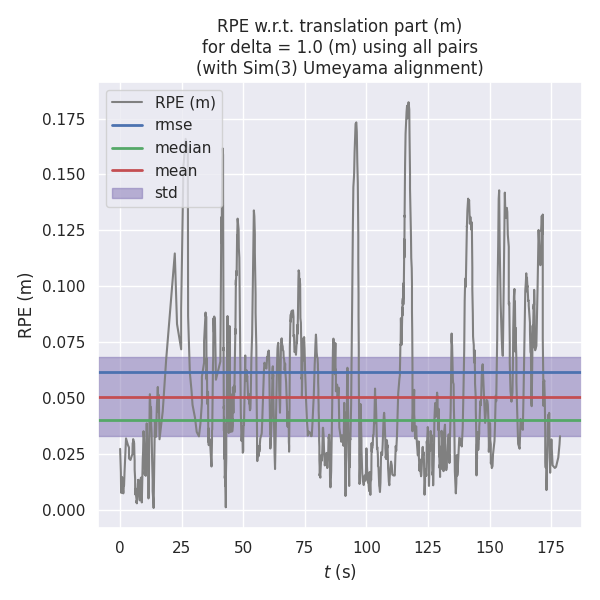 RPE w.r.t. translation part (m)
for delta = 1.0 (m) using all pairs
(with Sim(3) Umeyama alignment)
RPE (m)
rmse
median
mean
std
RPE (m)
0.175
0.150
0.125
0.100
0.075
0.050
0.025
0.000
0 25 50 75 100 125 150 175
t (s)